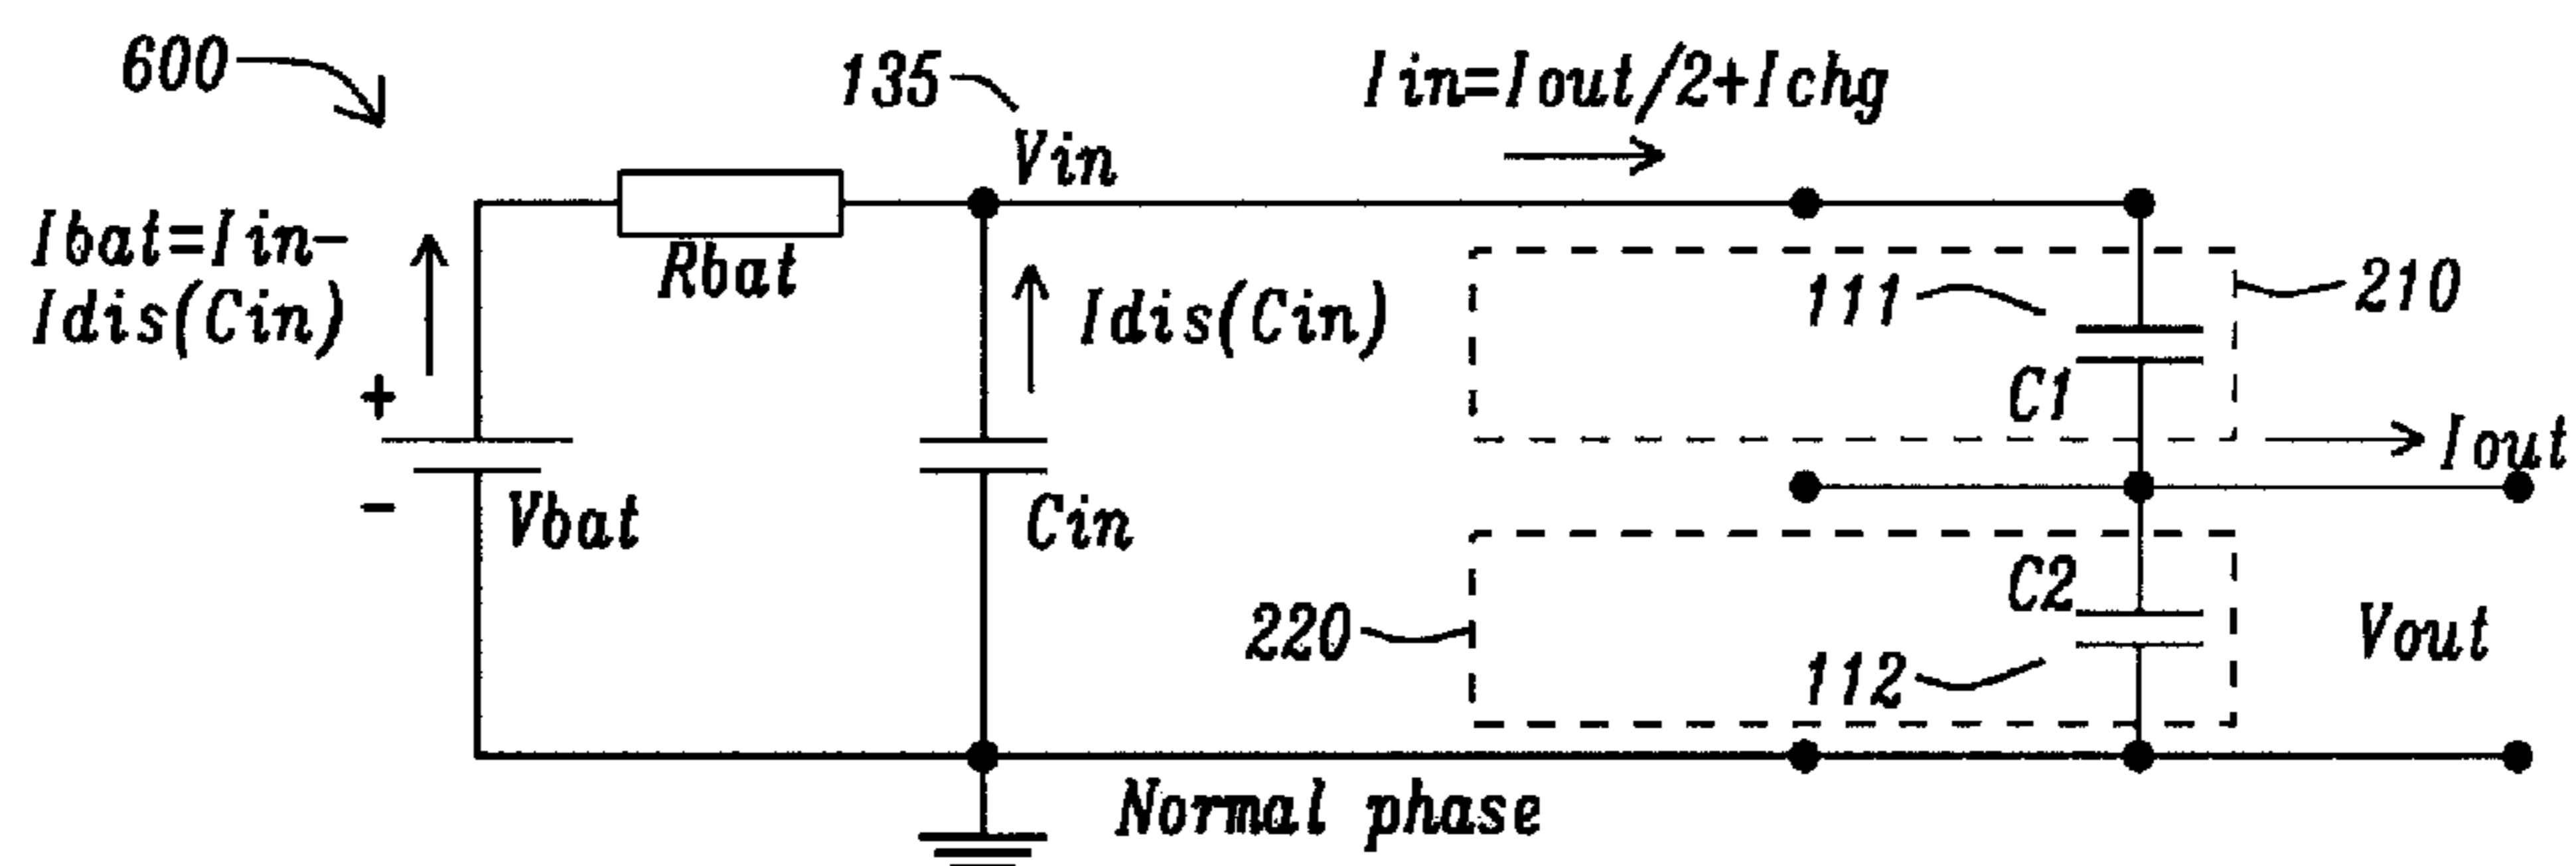 600
135
Vin
Iin=Iout/2+Ichg
Ibat=Iin-
Idis(Cin)
Rbat
Idis(Cin)
111
210
C1
+
-
Iout
Vbat
Cin
C2
220
112
Vout
Normal phase